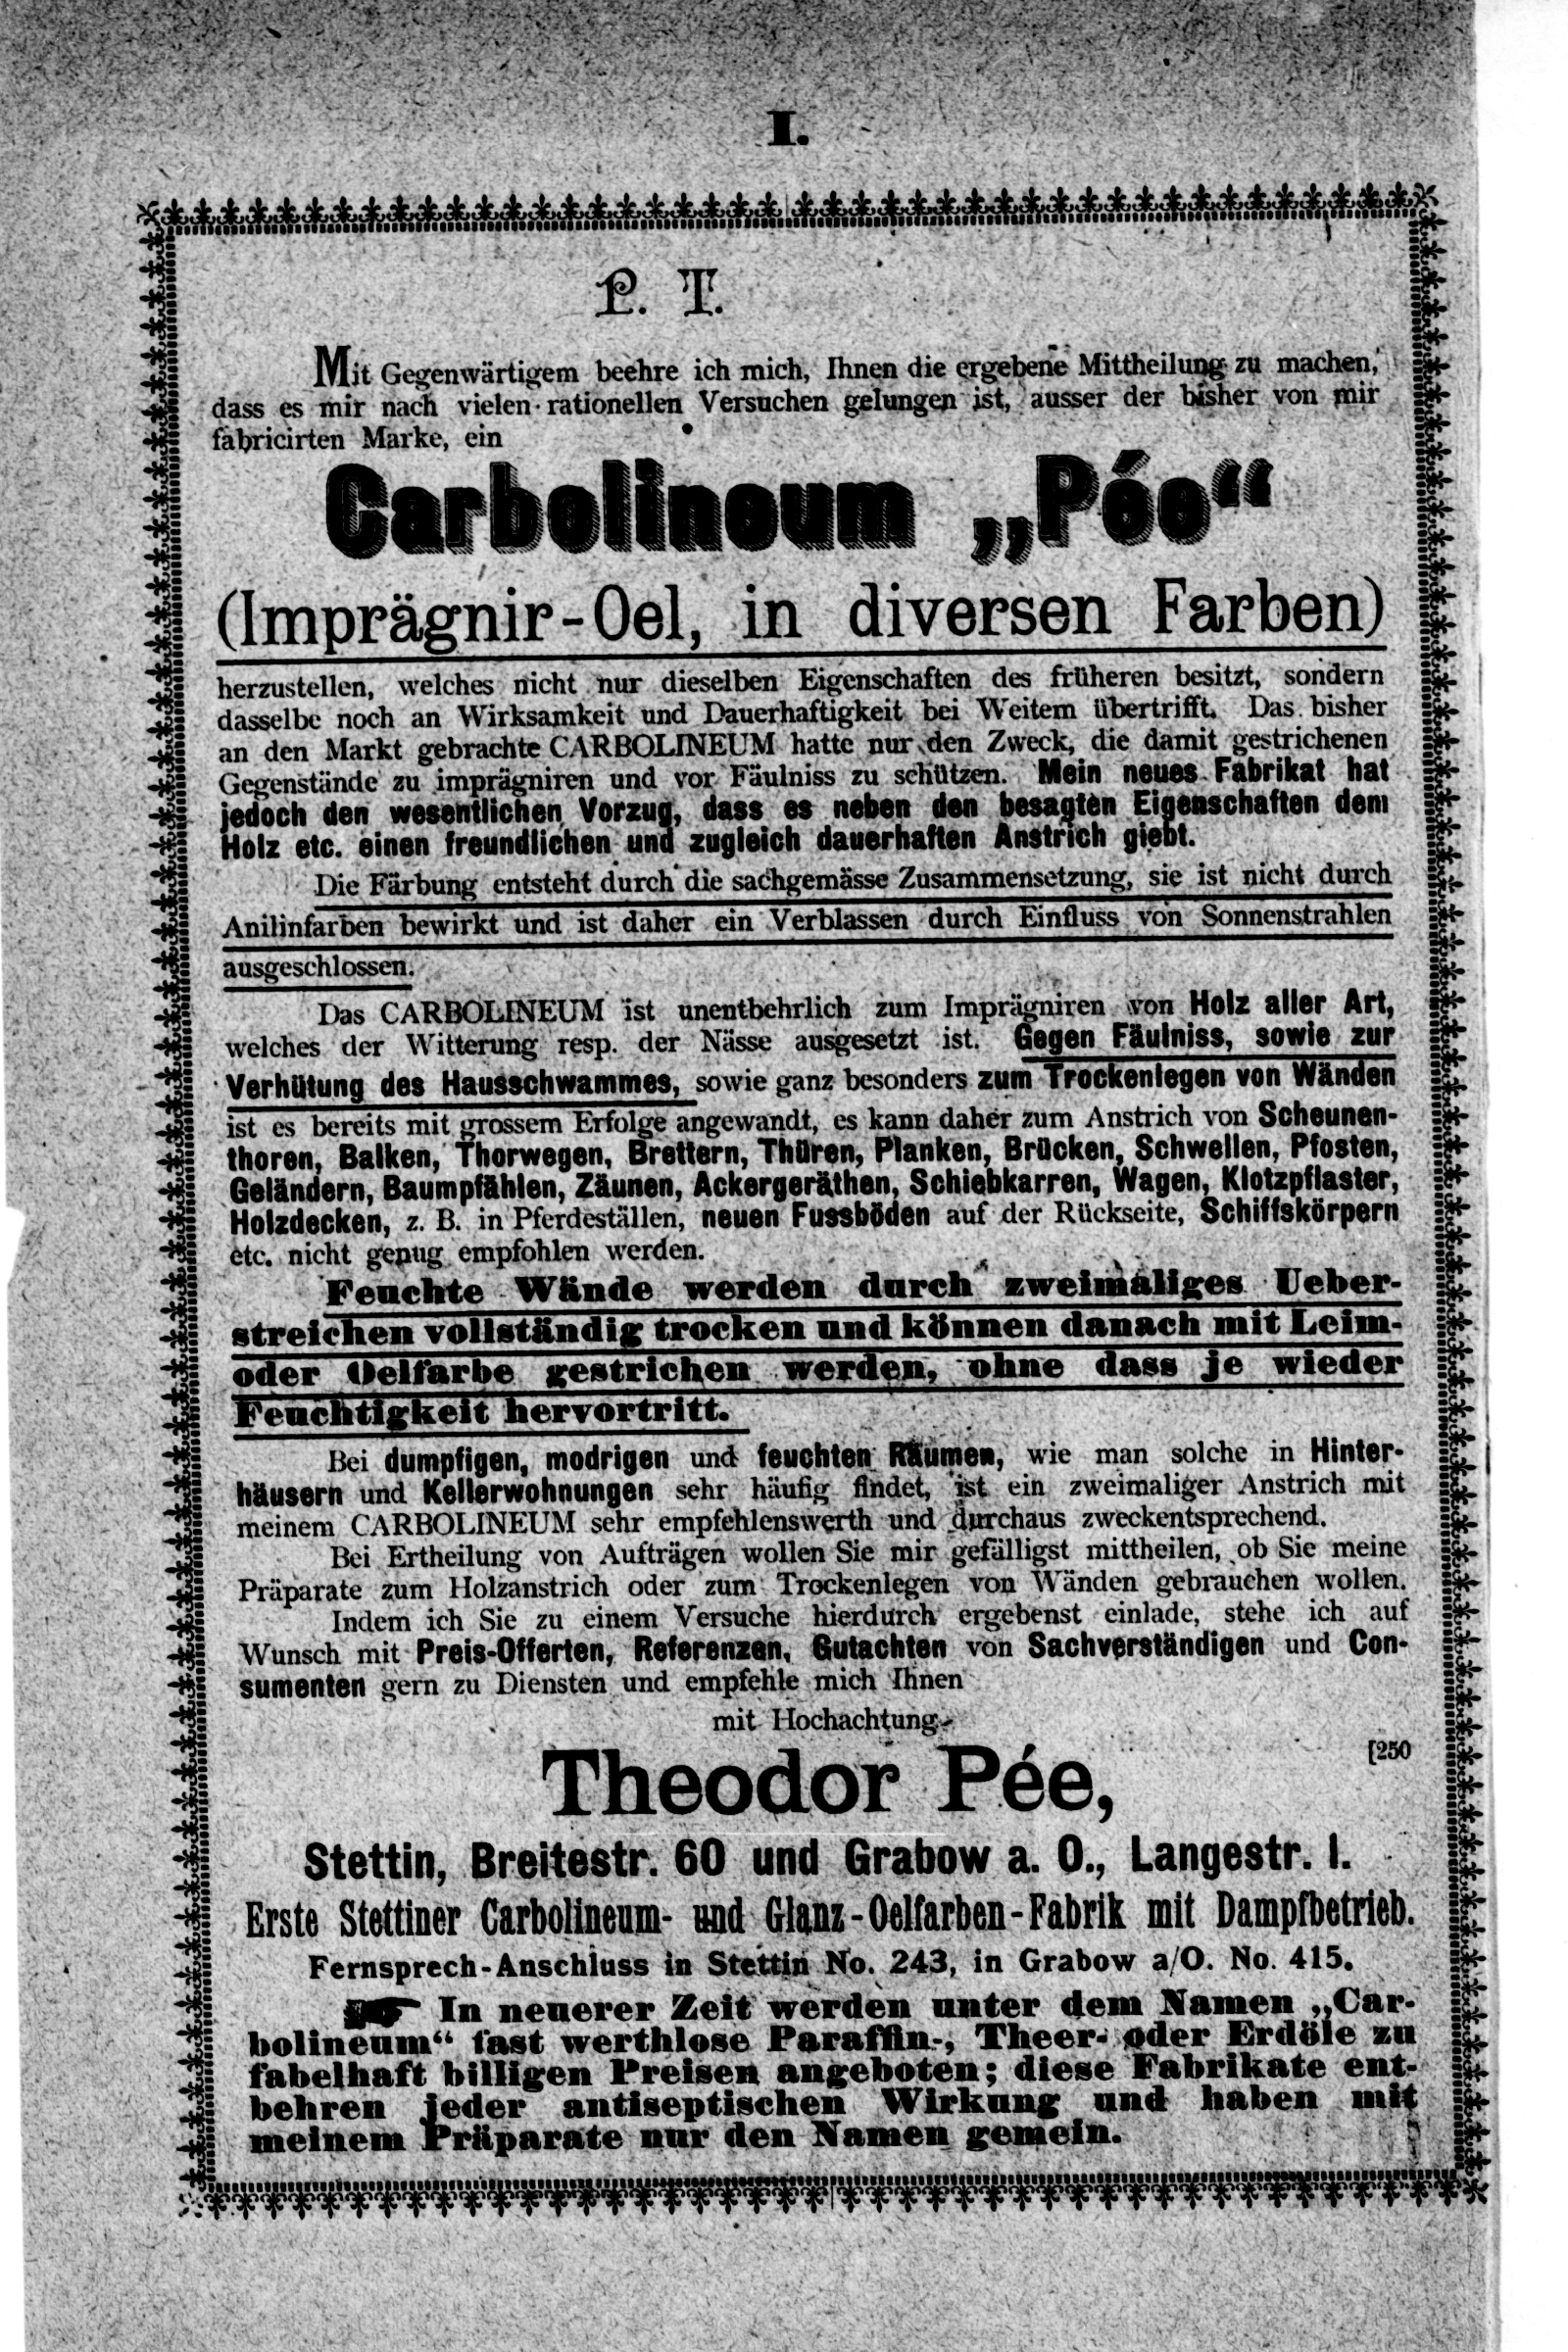 I.
P. T.
Mit Gegenwärtigem beehre ich mich, Ihnen die ergebene Mittheilung zu machen,
dass es mir nach vielen rationellen Versuchen gelungen ist, ausser der bisher von mir
fabricirten Marke, ein
Carbolineum „Pée“
(Imprägnir-Oel, in diversen Farben)
herzustellen, welches nicht nur dieselben Eigenschaften des früheren besitzt, sondern
dasselbe noch an Wirksamkeit und Dauerhaftigkeit bei Weitem übertrifft. Das bisher
an den Markt gebrachte CARBOLINEUM hatte nur den Zweck, die damit gestrichenen
Gegenstände zu imprägniren und vor Fäulniss zu schützen. Mein neues Fabrikat hat
jedoch den wesentlichen Vorzug, dass es neben den besagten Eigenschaften dem
Holz etc. einen freundlichen und zugleich dauerhaften Anstrich giebt.
Die Färbung entsteht durch die sachgemässe Zusammensetzung, sie ist nicht durch
Anilinfarben bewirkt und ist daher ein Verblassen durch Einfluss von Sonnenstrahlen
ausgeschlossen.
Das CARBOLINEUM ist unentbehrlich zum Imprägniren von Holz aller Art,
welches der Witterung resp. der Nässe ausgesetzt ist. Gegen Fäulniss, sowie zur
Verhütung des Hausschwammes, sowie ganz besonders zum Trockenlegen von Wänden
ist es bereits mit grossem Erfolge angewandt, es kann daher zum Anstrich von Scheunen-
thoren, Balken, Thorwegen, Brettern, Thüren, Planken, Brücken, Schwellen, Pfosten,
Geländern, Baumpfählen, Zäunen, Ackergeräthen, Schiebkarren, Wagen, Klotzpflaster,
Holzdecken, z. B. in Pferdeställen, neuen Fussböden auf der Rückseite, Schiffskörpern
etc. nicht genug empfohlen werden.
Feuchte Wände werden durch zweimaliges Ueber-
streichen vollständig trocken und können danach mit Leim-
oder Oelfarbe gestrichen werden, ohne dass je wieder
Feuchtigkeit hervortritt.
Bei dumpfigen, modrigen und feuchten Räumen, wie man solche in Hinter-
häusern und Kellerwohnungen sehr häufig findet, ist ein zweimaliger Anstrich mit
meinem CARBOLINEUM sehr empfehlenswerth und durchaus zweckentsprechend.
Bei Ertheilung von Aufträgen wollen Sie mir gefälligst mittheilen, ob Sie meine
Präparate zum Holzanstrich oder zum Trockenlegen von Wänden gebrauchen wollen.
Indem ich Sie zu einem Versuche hierdurch ergebenst einlade, stehe ich auf
Wunsch mit Preis-Offerten, Referenzen, Gutachten von Sachverständigen und Con-
sumenten gern zu Diensten und empfehle mich Ihnen
mit Hochachtung
[250
Theodor Pée,
Stettin, Breitestr. 60 und Grabow a. O., Langestr. 1.
Erste Stettiner Carbolineum- und Glanz-Oelfarben-Fabrik mit Dampfbetrieb.
Fernsprech-Anschluss in Stettin No. 243, in Grabow a/O. No. 415.
☛ In neuerer Zeit werden unter dem Namen „Car-
bolineum“ fast werthlose Paraffin-, Theer- oder Erdöle zu
fabelhaft billigen Preisen angeboten; diese Fabrikate ent-
behren jeder antiseptischen Wirkung und haben mit
meinem Präparate nur den Namen gemein.